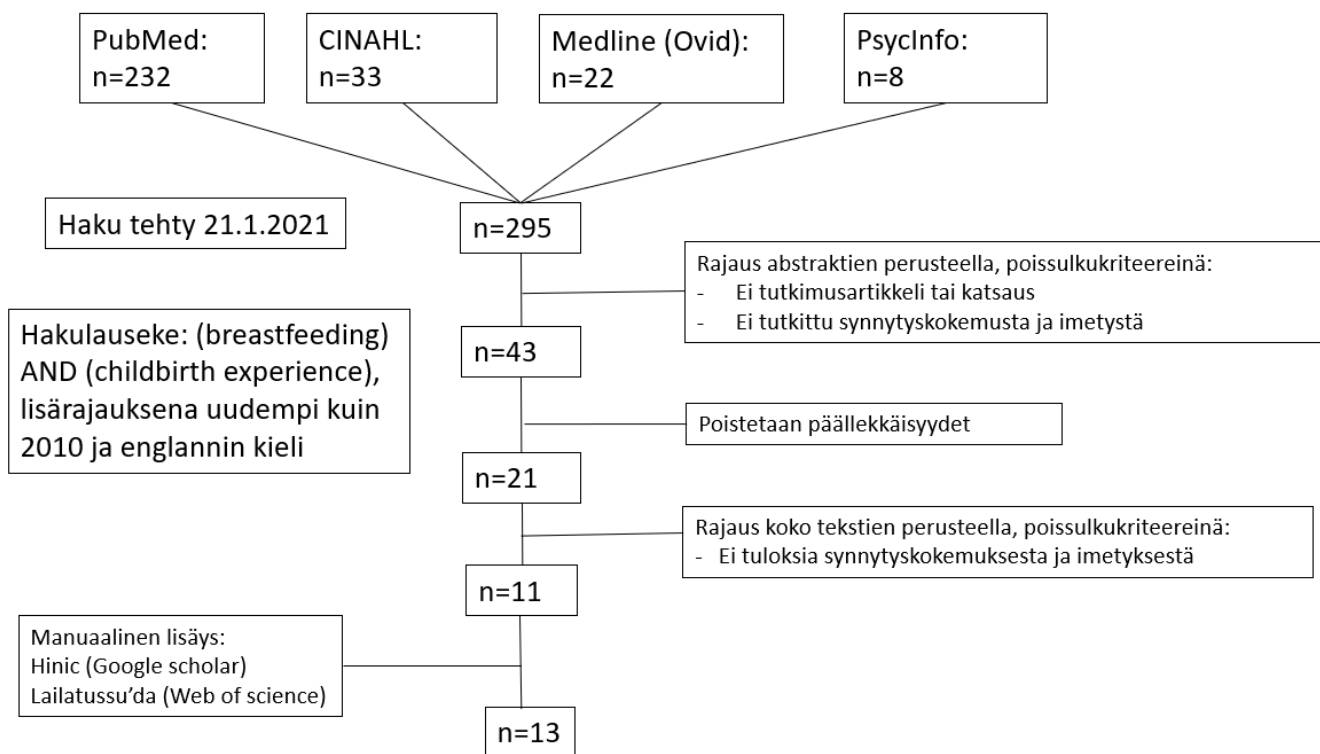 PubMed:
n=232
CINAHL:
n=33
Medline (Ovid):
n=22
PsycInfo:
n=8
Haku tehty 21.1.2021
n=295
Rajaus abstraktien perusteella, poissulkukriteereinä:
- Ei tutkimusartikkeli tai katsaus
- Ei tutkittu synnytyskokemusta ja imetystä
Hakulauseke: (breastfeeding)
AND (childbirth experience),
lisärajauksena uudempi kuin
2010 ja englannin kieli
n=43
Poistetaan päällekkäisyydet
n=21
Rajaus koko tekstien perusteella, poissulkukriteereinä:
- Ei tuloksia synnytyskokemuksesta ja imetyksestä
n=11
Manuaalinen lisäys:
Hinic (Google scholar)
Lailatussu’da (Web of science)
n=13